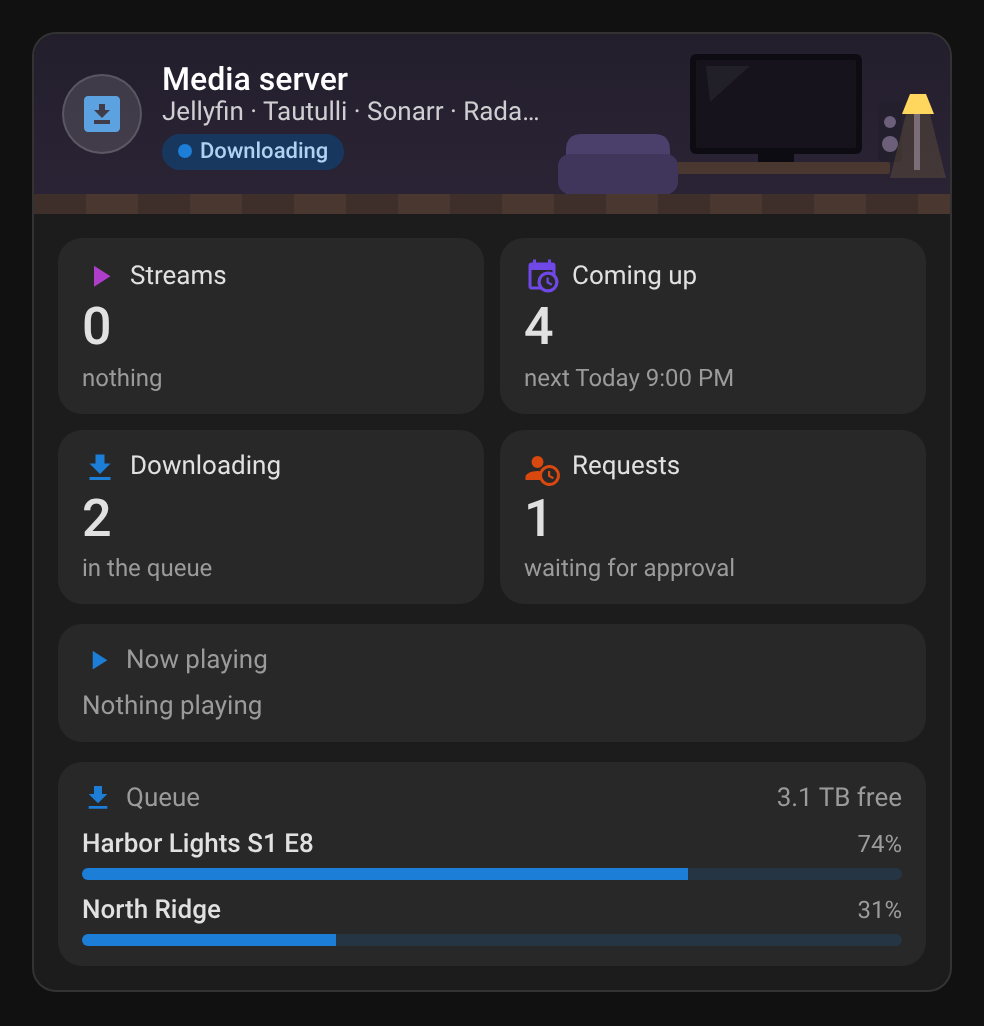 Media server
Jellyfin · Tautulli · Sonarr · Rada...
Downloading
Streams
0
nothing
Coming up
4
next Today 9:00 PM
Downloading
2
in the queue
Requests
1
waiting for approval
Now playing
Nothing playing
Queue 3.1 TB free
Harbor Lights S1 E8 74%
North Ridge 31%